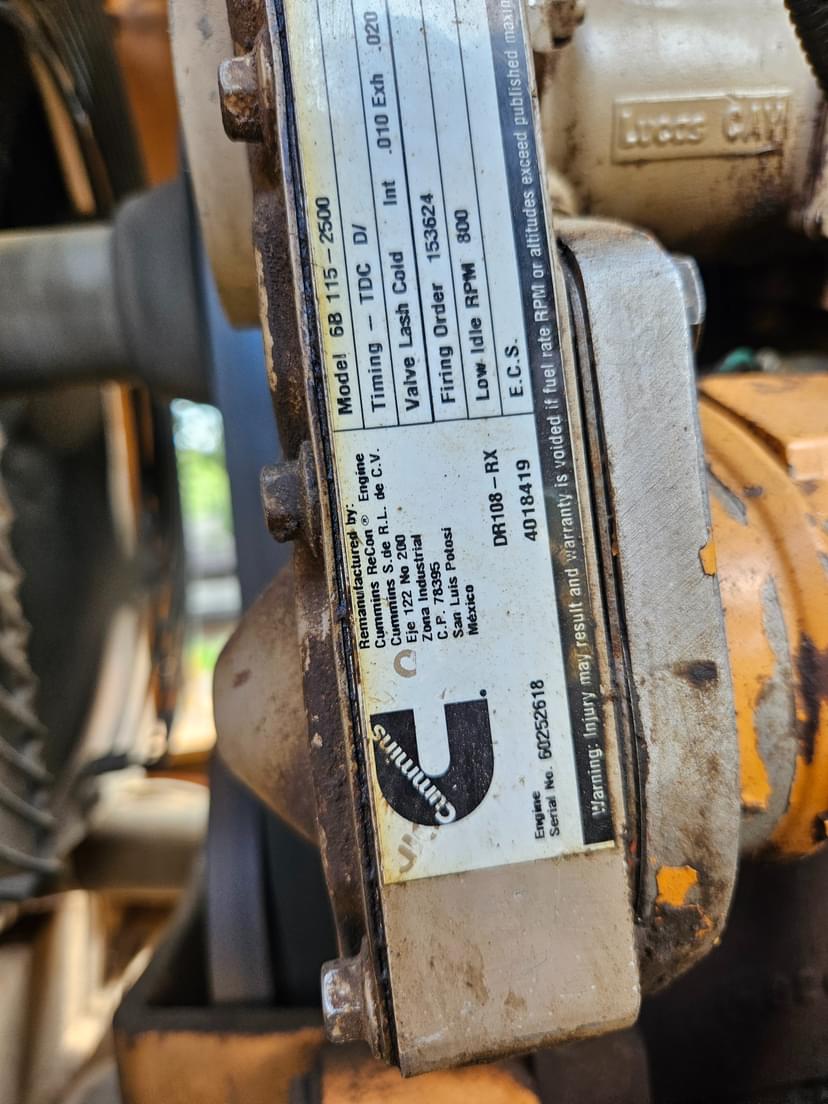 Remanufactured by:
Cummins ReCon® Engine
Cummins S.de R.L. de C.V.
Eje 122 No 200
Zona Industrial
C.P. 78395
San Luis Potosi
México
DR108-RX
4018419
Cummins
Engine
Serial No. 60252618
Model 6B 115-2500
Timing - TDC D/
Valve Lash Cold Int .010 Exh .020
Firing Order 153624
Low Idle RPM 800
E.C.S.
Warning: Injury may result and warranty is voided if fuel rate RPM or altitudes exceed published
Lucas CAV